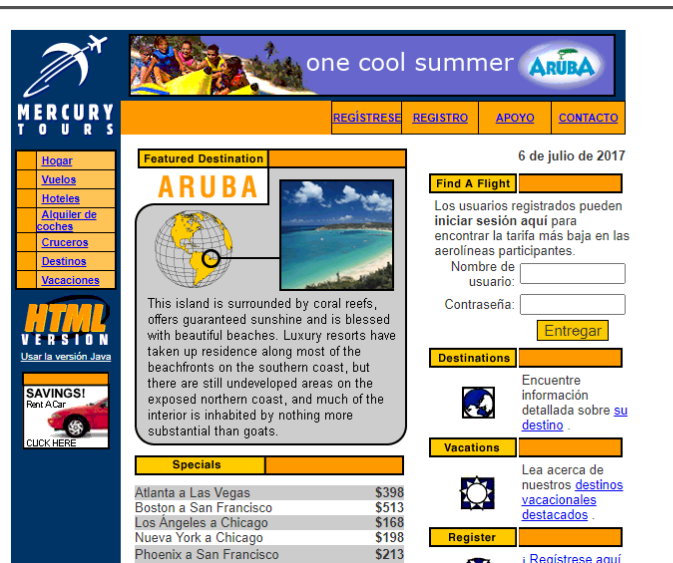 one cool summer ARUBA
MERCURY
TOURS
REGÍSTRESE REGISTRO APOYO CONTACTO
Hogar
Vuelos
Hoteles
Alquiler de
coches
Cruceros
Destinos
Vacaciones
HTML
VERSION
Usar la versión Java
SAVINGS!
Rent A Car
CLICK HERE
Featured Destination
ARUBA
This island is surrounded by coral reefs,
offers guaranteed sunshine and is blessed
with beautiful beaches. Luxury resorts have
taken up residence along most of the
beachfronts on the southern coast, but
there are still undeveloped areas on the
exposed northern coast, and much of the
interior is inhabited by nothing more
substantial than goats.
Specials
Atlanta a Las Vegas $398
Boston a San Francisco $513
Los Ángeles a Chicago $168
Nueva York a Chicago $198
Phoenix a San Francisco $213
6 de julio de 2017
Find A Flight
Los usuarios registrados pueden
iniciar sesión aquí para
encontrar la tarifa más baja en las
aerolíneas participantes.
Nombre de
usuario:
Contraseña:
Entregar
Destinations
Encuentre
información
detallada sobre su
destino .
Vacations
Lea acerca de
nuestros destinos
vacacionales
destacados .
Register
¡ Regístrese aquí